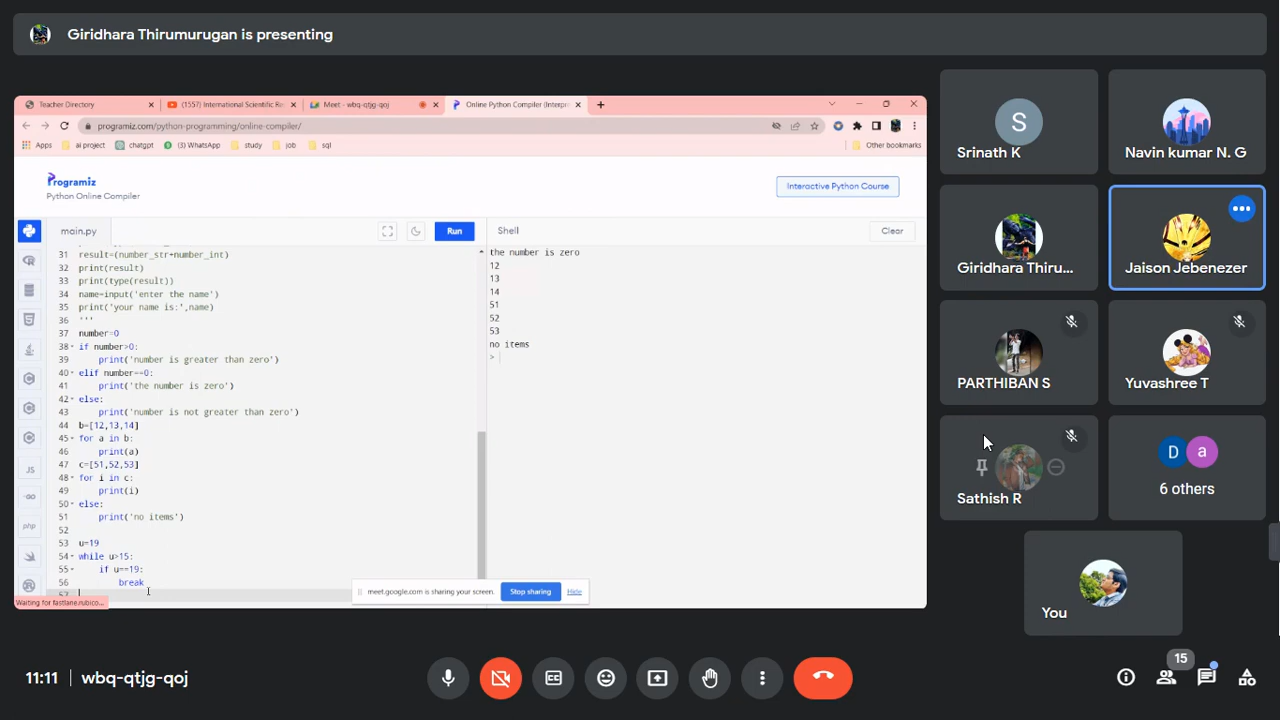 Giridhara Thirumurugan is presenting
Teacher Directory
(1557) International Scientific Re
Meet - wbq-qtjg-qoj
Online Python Compiler (Interpr
programiz.com/python-programming/online-compiler/
Apps
ai project
chatgpt
(3) WhatsApp
study
job
sql
Other bookmarks
Programiz
Python Online Compiler
Interactive Python Course
main.py
Run
Shell
Clear
31 result=(number_str+number_int)
32 print(result)
33 print(type(result))
34 name=input('enter the name')
35 print('your name is:',name)
36 '''
37 number=0
38 if number>0:
39 print('number is greater than zero')
40 elif number==0:
41 print('the number is zero')
42 else:
43 print('number is not greater than zero')
44 b=[12,13,14]
45 for a in b:
46 print(a)
47 c=[51,52,53]
48 for i in c:
49 print(i)
50 else:
51 print('no items')
52
53 u=19
54 while u>15:
55 if u==19:
56 break
57
the number is zero
12
13
14
51
52
53
no items
>
JS
GO
php
Waiting for fastlane.rubico...
meet.google.com is sharing your screen.
Stop sharing
Hide
S
Srinath K
Navin kumar N. G
Giridhara Thiru...
Jaison Jebenezer
PARTHIBAN S
Yuvashree T
Sathish R
D
a
6 others
You
11:11
wbq-qtjg-qoj
15